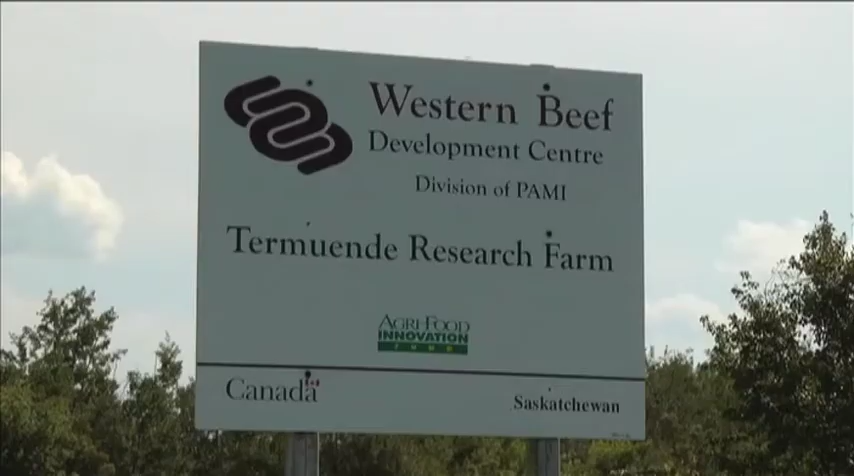 Western Beef
Development Centre
Division of PAMI
Termuende Research Farm
AGRI-FOOD
INNOVATION
FUND
Canada
Saskatchewan